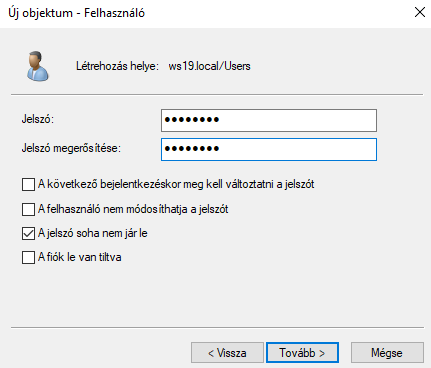 Új objektum - Felhasználó
Létrehozás helye: ws19.local/Users
Jelszó: ●●●●●●●●
Jelszó megerősítése: ●●●●●●●●
A következő bejelentkezéskor meg kell változtatni a jelszót
A felhasználó nem módosíthatja a jelszót
A jelszó soha nem jár le
A fiók le van tiltva
< Vissza Tovább > Mégse